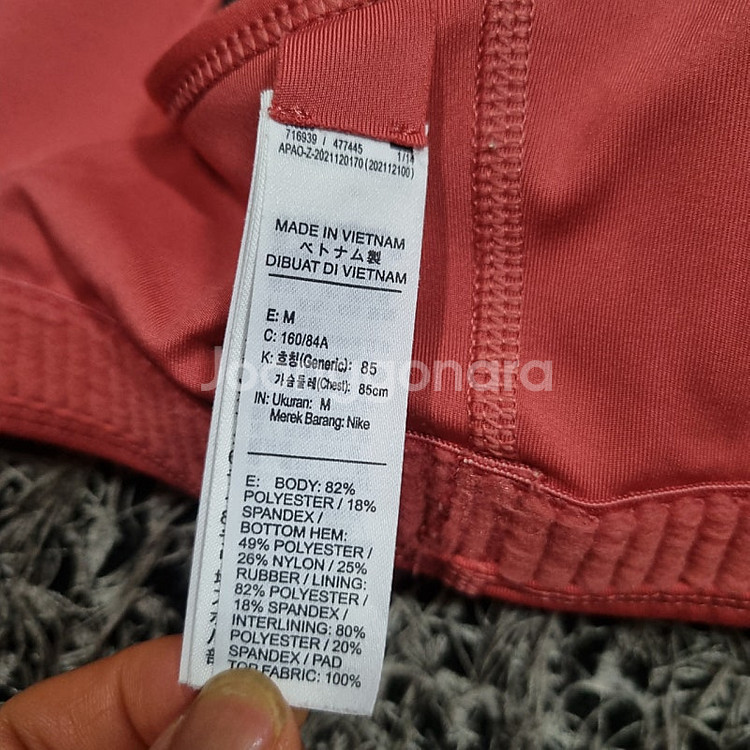 716939 / 477445 1/14
APAO-Z-2021120170 (202112100)
MADE IN VIETNAM
ベトナム製
DIBUAT DI VIETNAM
E: M
C: 160/84A
K: 호칭(Generic): 85
가슴둘레(Chest): 85cm
IN: Ukuran: M
Merek Barang: Nike
E: BODY: 82%
POLYESTER / 18%
SPANDEX /
BOTTOM HEM:
49% POLYESTER /
26% NYLON / 25%
RUBBER / LINING:
82% POLYESTER /
18% SPANDEX /
INTERLINING: 80%
POLYESTER / 20%
SPANDEX / PAD
TOP FABRIC: 100%
Joonggonara